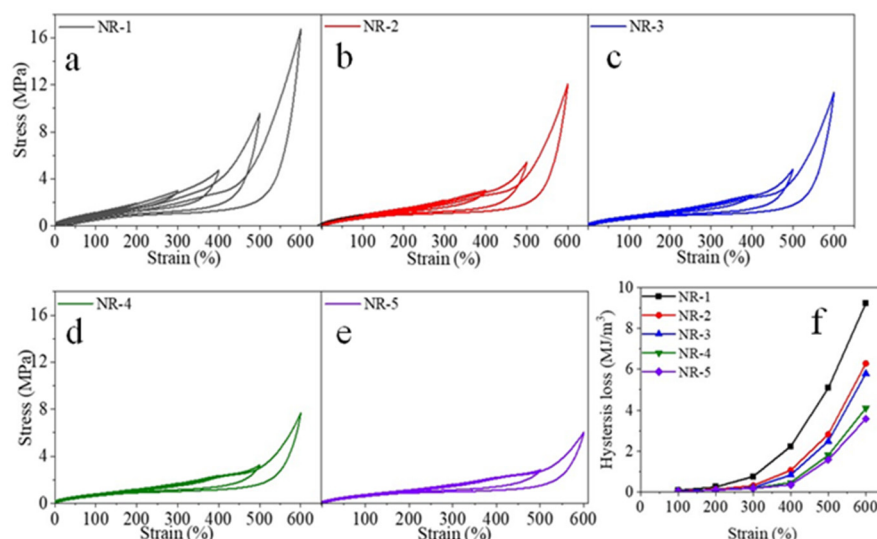 NR-1
NR-2
NR-3
a
b
c
16
12
8
4
0
Stress (MPa)
0 100 200 300 400 500 600
100 200 300 400 500 600
100 200 300 400 500 600
Strain (%)
Strain (%)
Strain (%)
NR-4
NR-5
d
e
16
12
8
4
0
Stress (MPa)
0 100 200 300 400 500 600
100 200 300 400 500 600
Strain (%)
Strain (%)
f
NR-1
NR-2
NR-3
NR-4
NR-5
10
8
6
4
2
0
Hystersis loss (MJ/m³)
0 100 200 300 400 500 600
Strain (%)